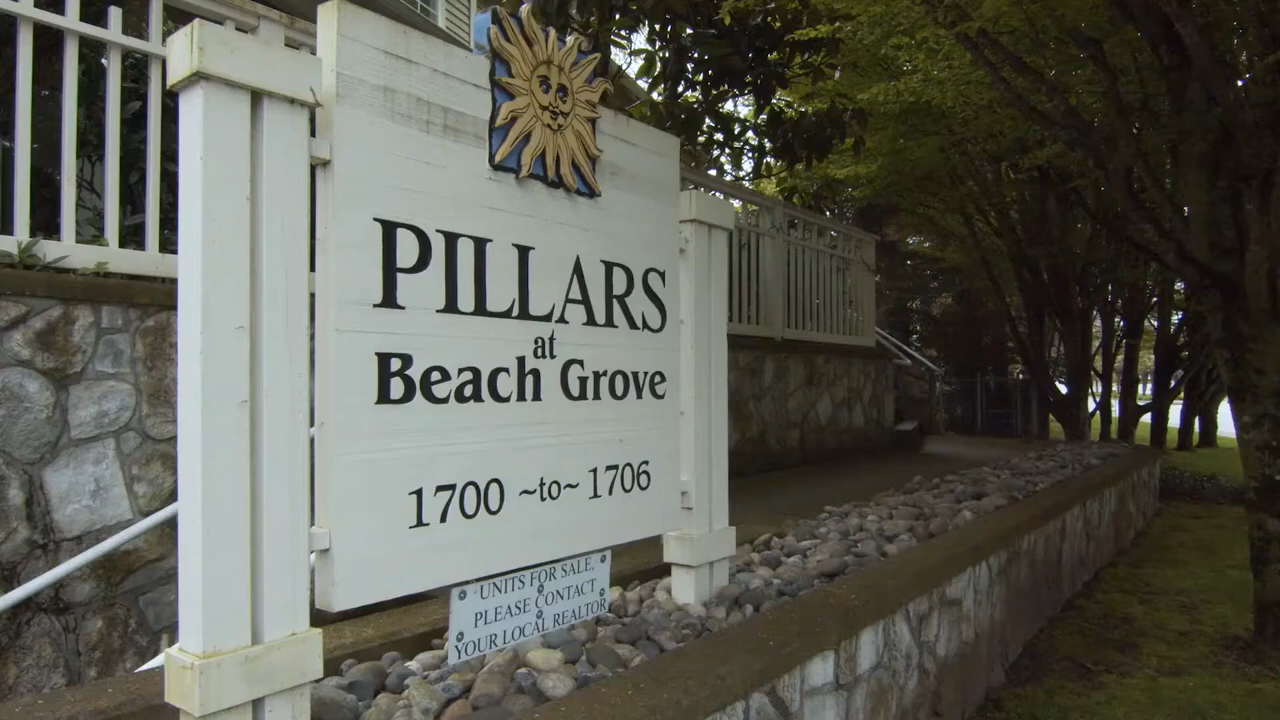 PILLARS
at
Beach Grove
1700 ~to~ 1706
UNITS FOR SALE,
PLEASE CONTACT
YOUR LOCAL REALTOR